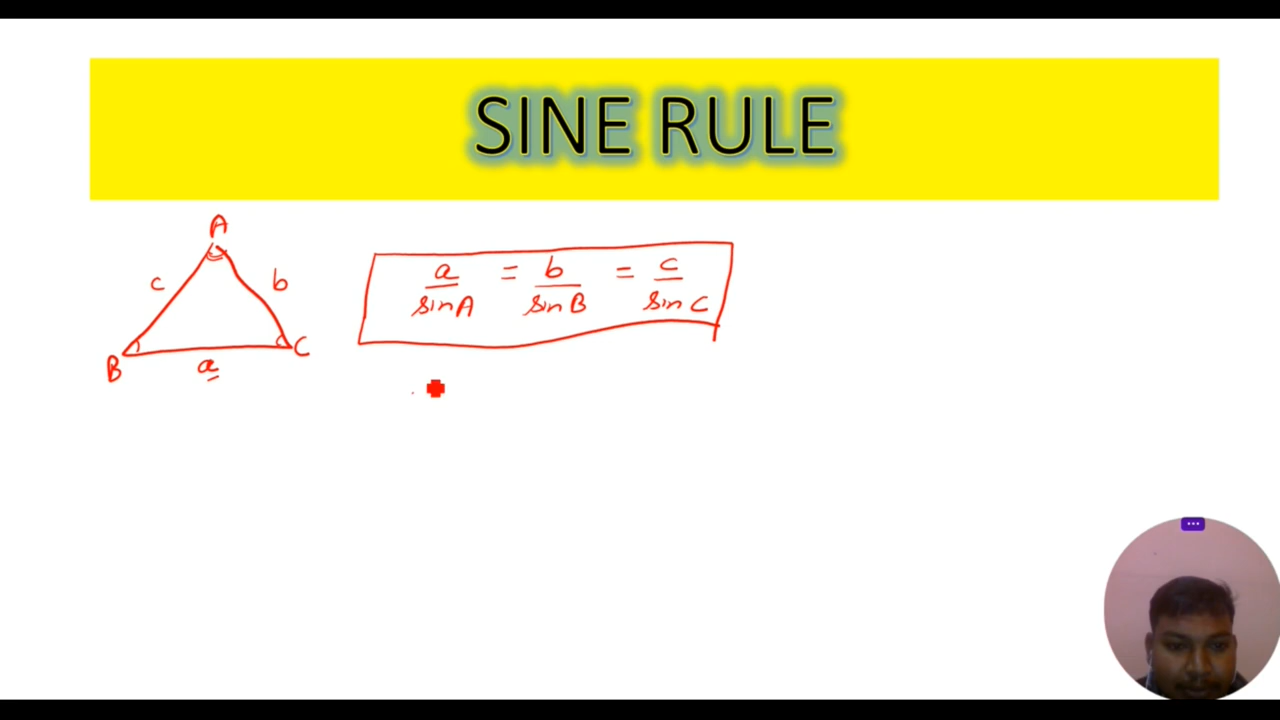 SINE RULE
A
c
b
B
a
C
a/sinA = b/sinB = c/sinC